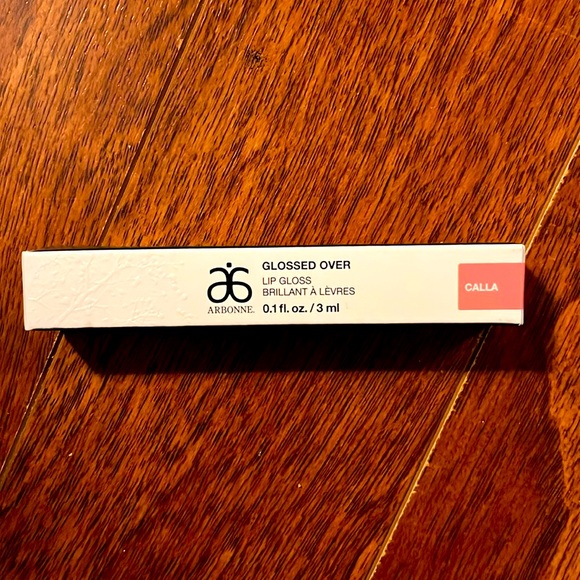 GLOSSED OVER
LIP GLOSS
BRILLANT À LÈVRES
0.1 fl. oz. / 3 ml
ARBONNE.
CALLA